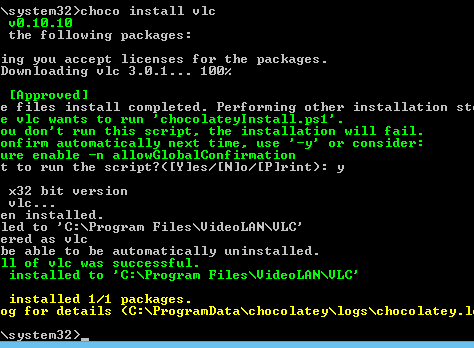 \system32>choco install vlc
v0.10.10
the following packages:
ing you accept licenses for the packages.
Downloading vlc 3.0.1... 100%
[Approved]
e files install completed. Performing other installation ste
e vlc wants to run 'chocolateyInstall.ps1'.
ou don't run this script, the installation will fail.
onfirm automatically next time, use '-y' or consider:
ure enable -n allowGlobalConfirmation
t to run the script?([Y]es/[N]o/[P]rint): y
x32 bit version
vlc...
en installed.
led to 'C:\Program Files\VideoLAN\VLC'
ered as vlc
be able to be automatically uninstalled.
ll of vlc was successful.
installed to 'C:\Program Files\VideoLAN\VLC'
installed 1/1 packages.
og for details (C:\ProgramData\chocolatey\logs\chocolatey.lo
\system32>_